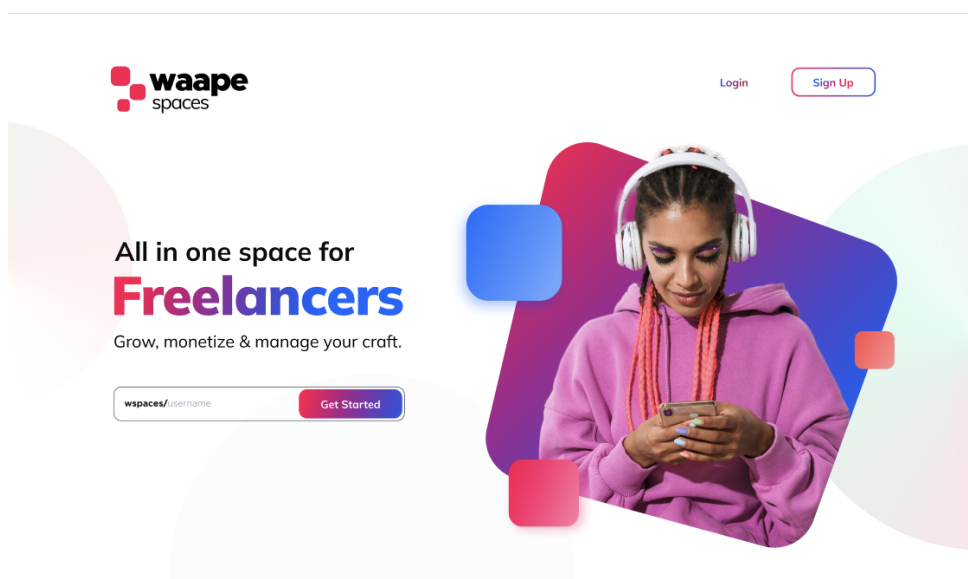 waape
spaces
Login
Sign Up
All in one space for
Freelancers
Grow, monetize & manage your craft.
wspaces/username
Get Started